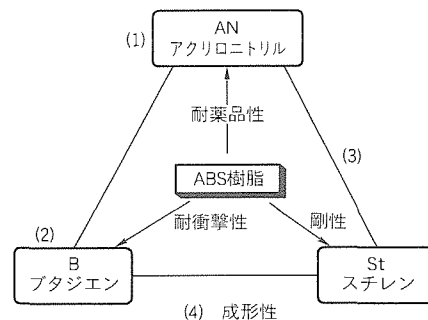 (1)
AN
アクリロニトリル
耐薬品性
(3)
ABS樹脂
(2)
耐衝撃性
剛性
B
ブタジエン
St
スチレン
(4) 成形性